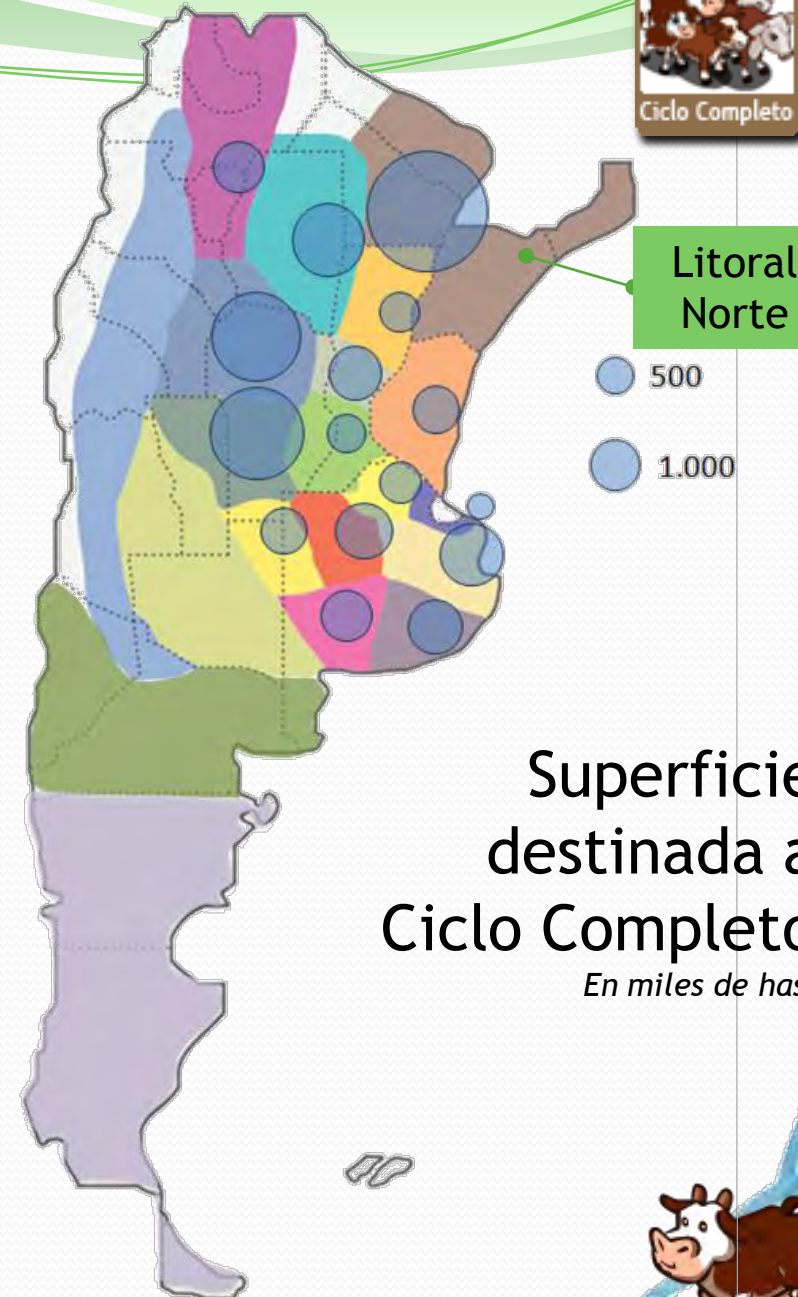 Ciclo Completo
Litoral
Norte
500
1.000
Superficie
destinada a
Ciclo Completo
En miles de has